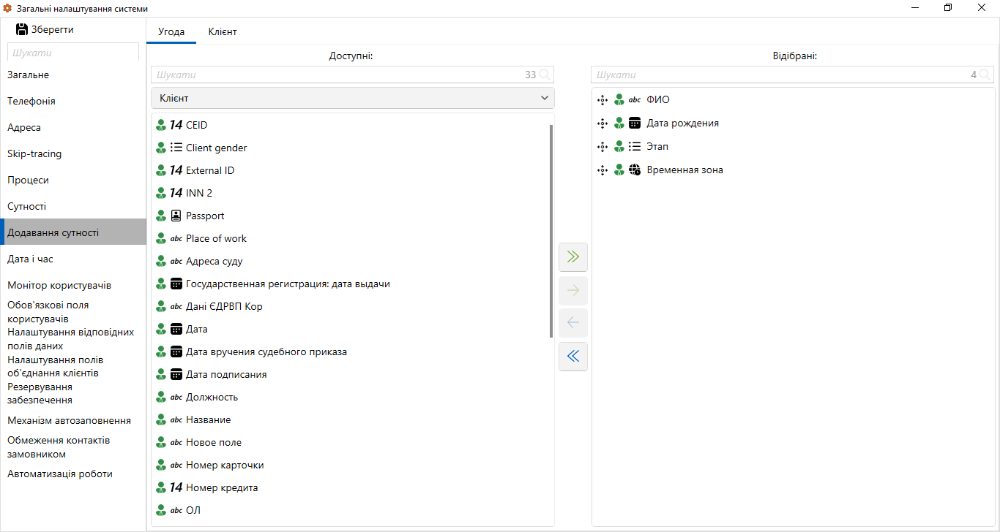 Загальні налаштування системи
Зберегти
Шукати
Загальне
Телефонія
Адреса
Skip-tracing
Процеси
Сутності
Додавання сутності
Дата і час
Монітор користувачів
Обов'язкові поля
користувачів
Налаштування відповідних
полів даних
Налаштування полів
об'єднання клієнтів
Резервування
забезпечення
Механізм автозаповнення
Обмеження контактів
замовником
Автоматизація роботи
Угода Клієнт
Доступні:
Шукати 33
Клієнт
14 CEID
Client gender
14 External ID
14 INN 2
Passport
abc Place of work
abc Адреса суду
Государственная регистрация: дата выдачи
abc Дані ЄДРВП Кор
Дата
Дата вручения судебного приказа
Дата подписания
abc Должность
abc Название
abc Новое поле
abc Номер карточки
14 Номер кредита
abc ОЛ
Відібрані:
Шукати 4
abc ФИО
Дата рождения
Этап
Временная зона